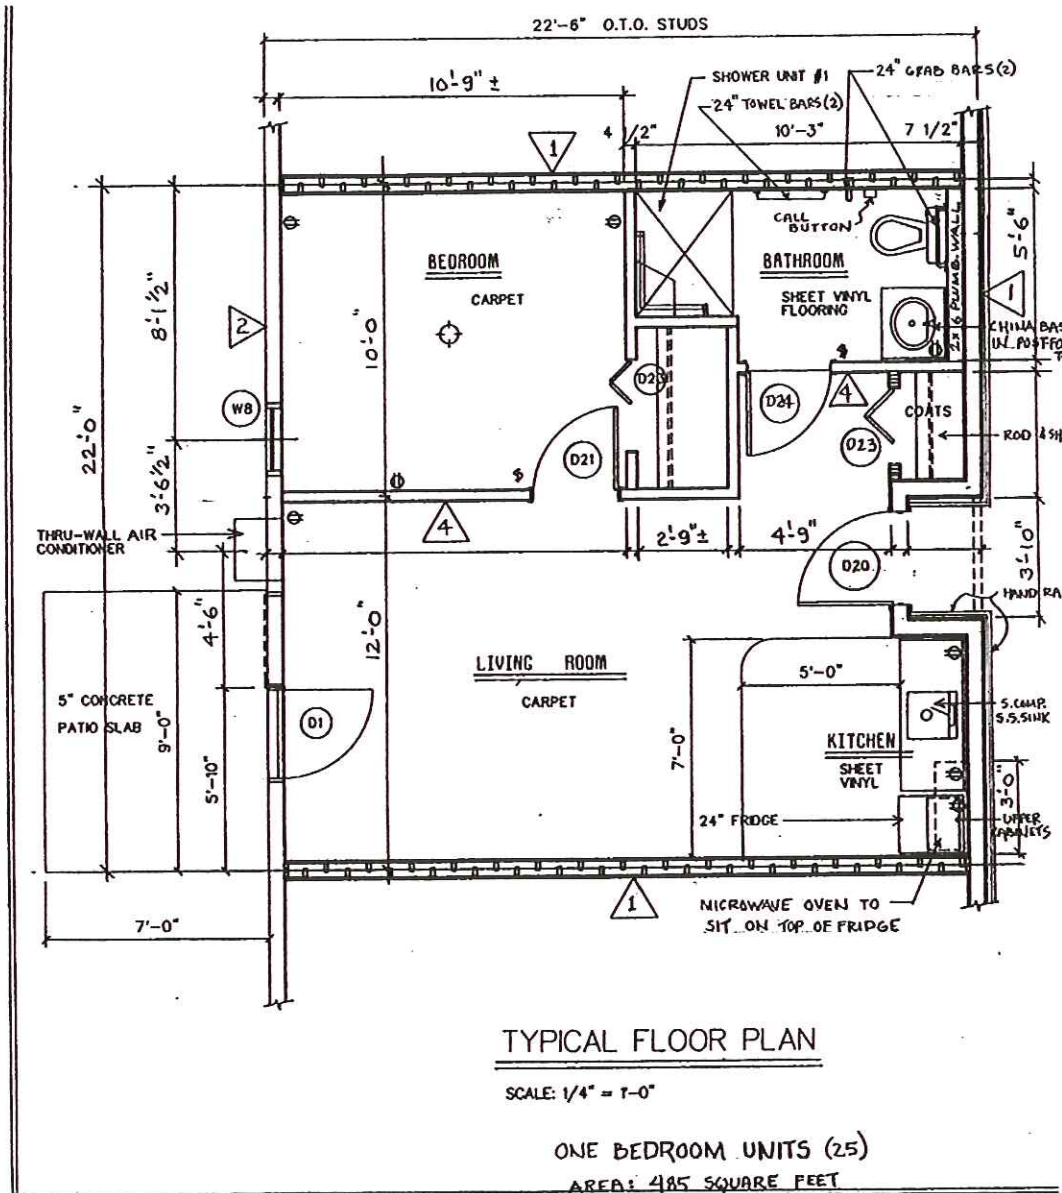 22'-6" O.T.O. STUDS
10'-9" ±
SHOWER UNIT #1
24" GRAB BARS (2)
24" TOWEL BARS (2)
4 1/2"
10'-3"
7 1/2"
1
CALL
BUTTON
BEDROOM
CARPET
BATHROOM
SHEET VINYL
FLOORING
2x6 PLUMB. WALL
5'-6"
1
2
8'-1 1/2"
10'-0"
22'-0"
CHINA BAS
W8
D24
4
COATS
D23
ROD & SH
D21
3'-6 1/2"
4
THRU-WALL AIR
CONDITIONER
2'-9" ±
4'-9"
D20
3'-10"
HAND RA
4'-6"
12'-0"
LIVING ROOM
CARPET
5'-0"
5" CONCRETE
PATIO SLAB
9'-0"
D1
5'-10"
7'-0"
S.COMP.
S.S.SINK
KITCHEN
SHEET
VINYL
3'-0"
24" FRIDGE
UPPER
CABINETS
1
MICROWAVE OVEN TO
SIT ON TOP OF FRIDGE
7'-0"
TYPICAL FLOOR PLAN
SCALE: 1/4" = 1'-0"
ONE BEDROOM UNITS (25)
AREA: 485 SQUARE FEET